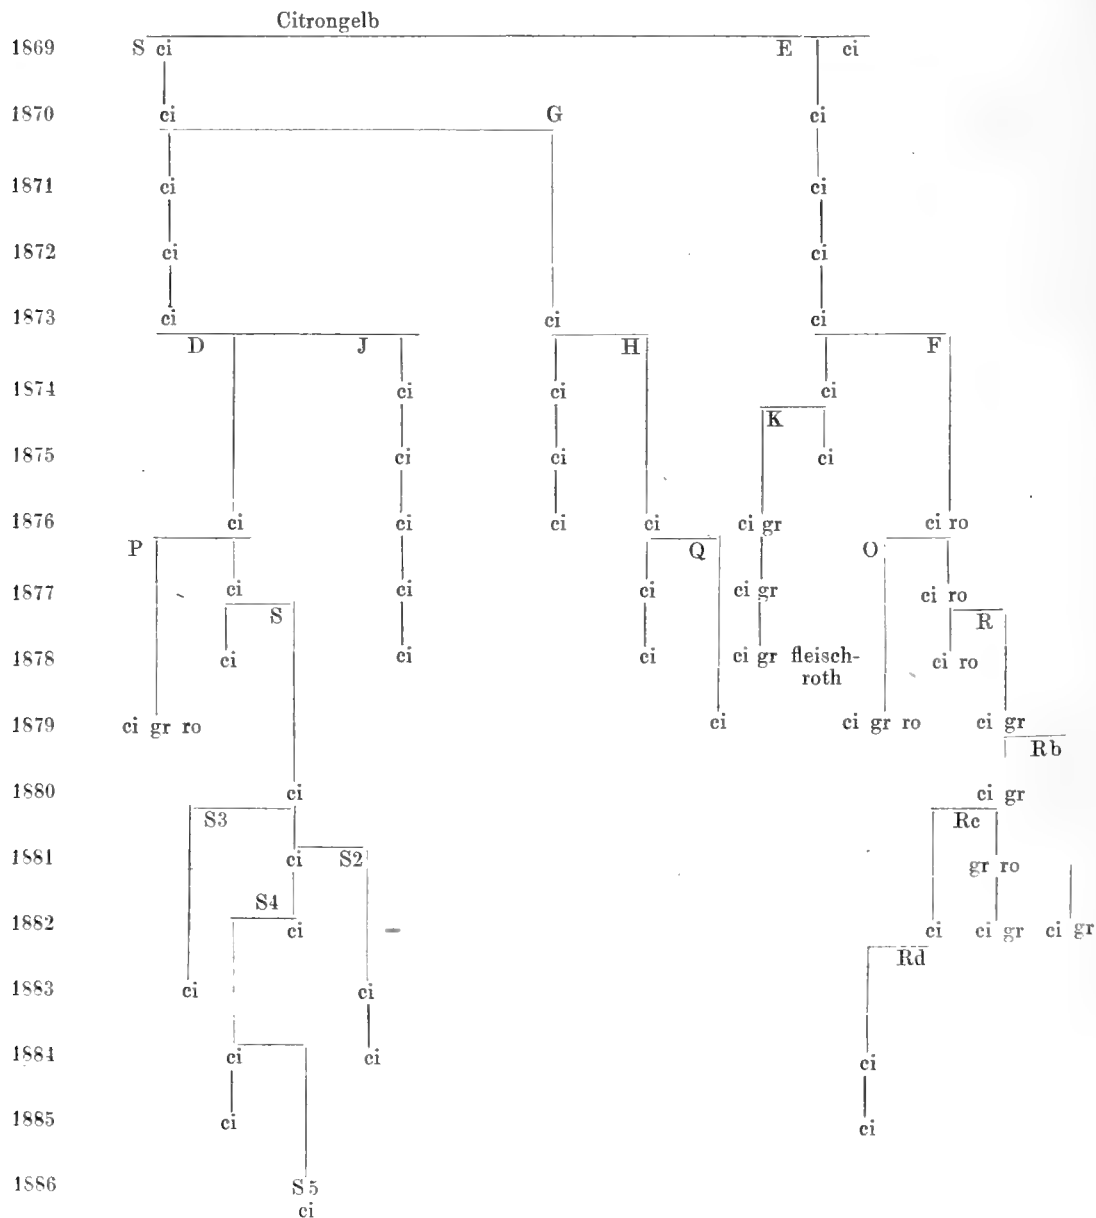 Citrongelb
1869 S ci E ci
1870 ci G ci
1871 ci ci
1872 ci ci
1873 ci ci ci
D J H F
1874 ci ci ci
K
1875 ci ci ci
1876 ci ci ci ci ci gr ci ro
P Q O
1877 ci ci ci ci gr ci ro
S R
1878 ci ci ci ci gr fleisch- ci ro
roth
1879 ci gr ro ci ci gr ro ci gr
Rb
1880 ci ci gr
S3 Rc
1881 ci S2 gr ro
S4
1882 ci ci ci gr ci gr
Rd
1883 ci ci
1884 ci ci ci
1885 ci ci
1886 S5
ci